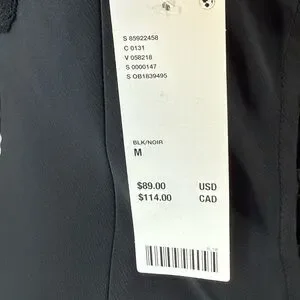 S 85922458
C 0131
V 058218
S 0000147
S OB1839495
BLK/NOIR
M
$89.00 USD
$114.00 CAD